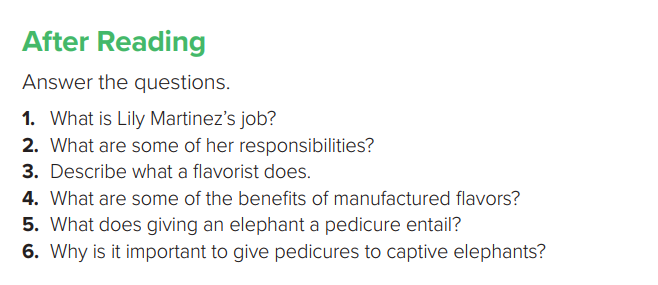 After Reading
Answer the questions.
1. What is Lily Martinez’s job?
2. What are some of her responsibilities?
3. Describe what a flavorist does.
4. What are some of the benefits of manufactured flavors?
5. What does giving an elephant a pedicure entail?
6. Why is it important to give pedicures to captive elephants?